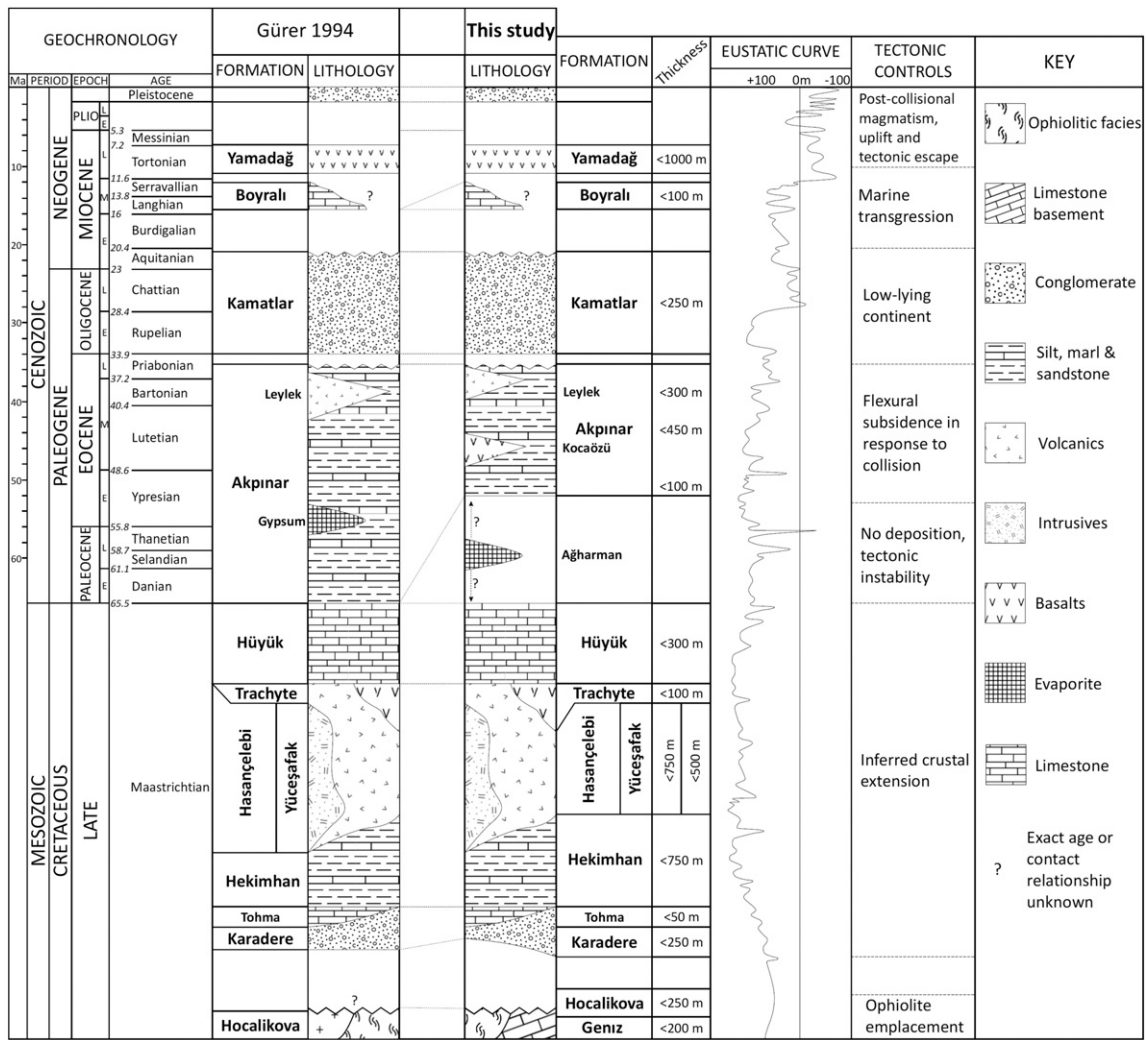 GEOCHRONOLOGY
Gürer 1994
This study
FORMATION
LITHOLOGY
LITHOLOGY
FORMATION
Thickness
EUSTATIC CURVE
+100 0m -100
TECTONIC
CONTROLS
KEY
Ma PERIOD EPOCH AGE
10
20
30
40
50
60
CENOZOIC
MESOZOIC
NEOGENE
PALEOGENE
CRETACEOUS
PLIO
MIOCENE
OLIGOCENE
EOCENE
PALEOCENE
LATE
L
E
L
M
E
L
E
L
M
E
L
E
Pleistocene
5.3
Messinian
7.2
Tortonian
11.6
Serravallian
13.8
Langhian
16
Burdigalian
20.4
Aquitanian
23
Chattian
28.4
Rupelian
33.9
Priabonian
37.2
Bartonian
40.4
Lutetian
48.6
Ypresian
55.8
Thanetian
58.7
Selandian
61.1
Danian
65.5
Maastrichtian
Yamadağ
Boyralı
?
Kamatlar
Leylek
Akpınar
Gypsum
Hüyük
Trachyte
Hasançelebi
Yüceşafak
Hekimhan
Tohma
Karadere
?
Hocalikova
?
?
?
Yamadağ <1000 m
Boyralı <100 m
Kamatlar <250 m
Leylek <300 m
Akpınar <450 m
Kocaözü
<100 m
Ağharman
Hüyük <300 m
Trachyte <100 m
Hasançelebi
Yüceşafak
<750 m
<500 m
Hekimhan <750 m
Tohma <50 m
Karadere <250 m
Hocalikova <250 m
Genız <200 m
Post-collisional
magmatism,
uplift and
tectonic escape
Marine
transgression
Low-lying
continent
Flexural
subsidence in
response to
collision
No deposition,
tectonic
instability
Inferred crustal
extension
Ophiolite
emplacement
Ophiolitic facies
Limestone
basement
Conglomerate
Silt, marl &
sandstone
Volcanics
Intrusives
Basalts
Evaporite
Limestone
?
Exact age or
contact
relationship
unknown